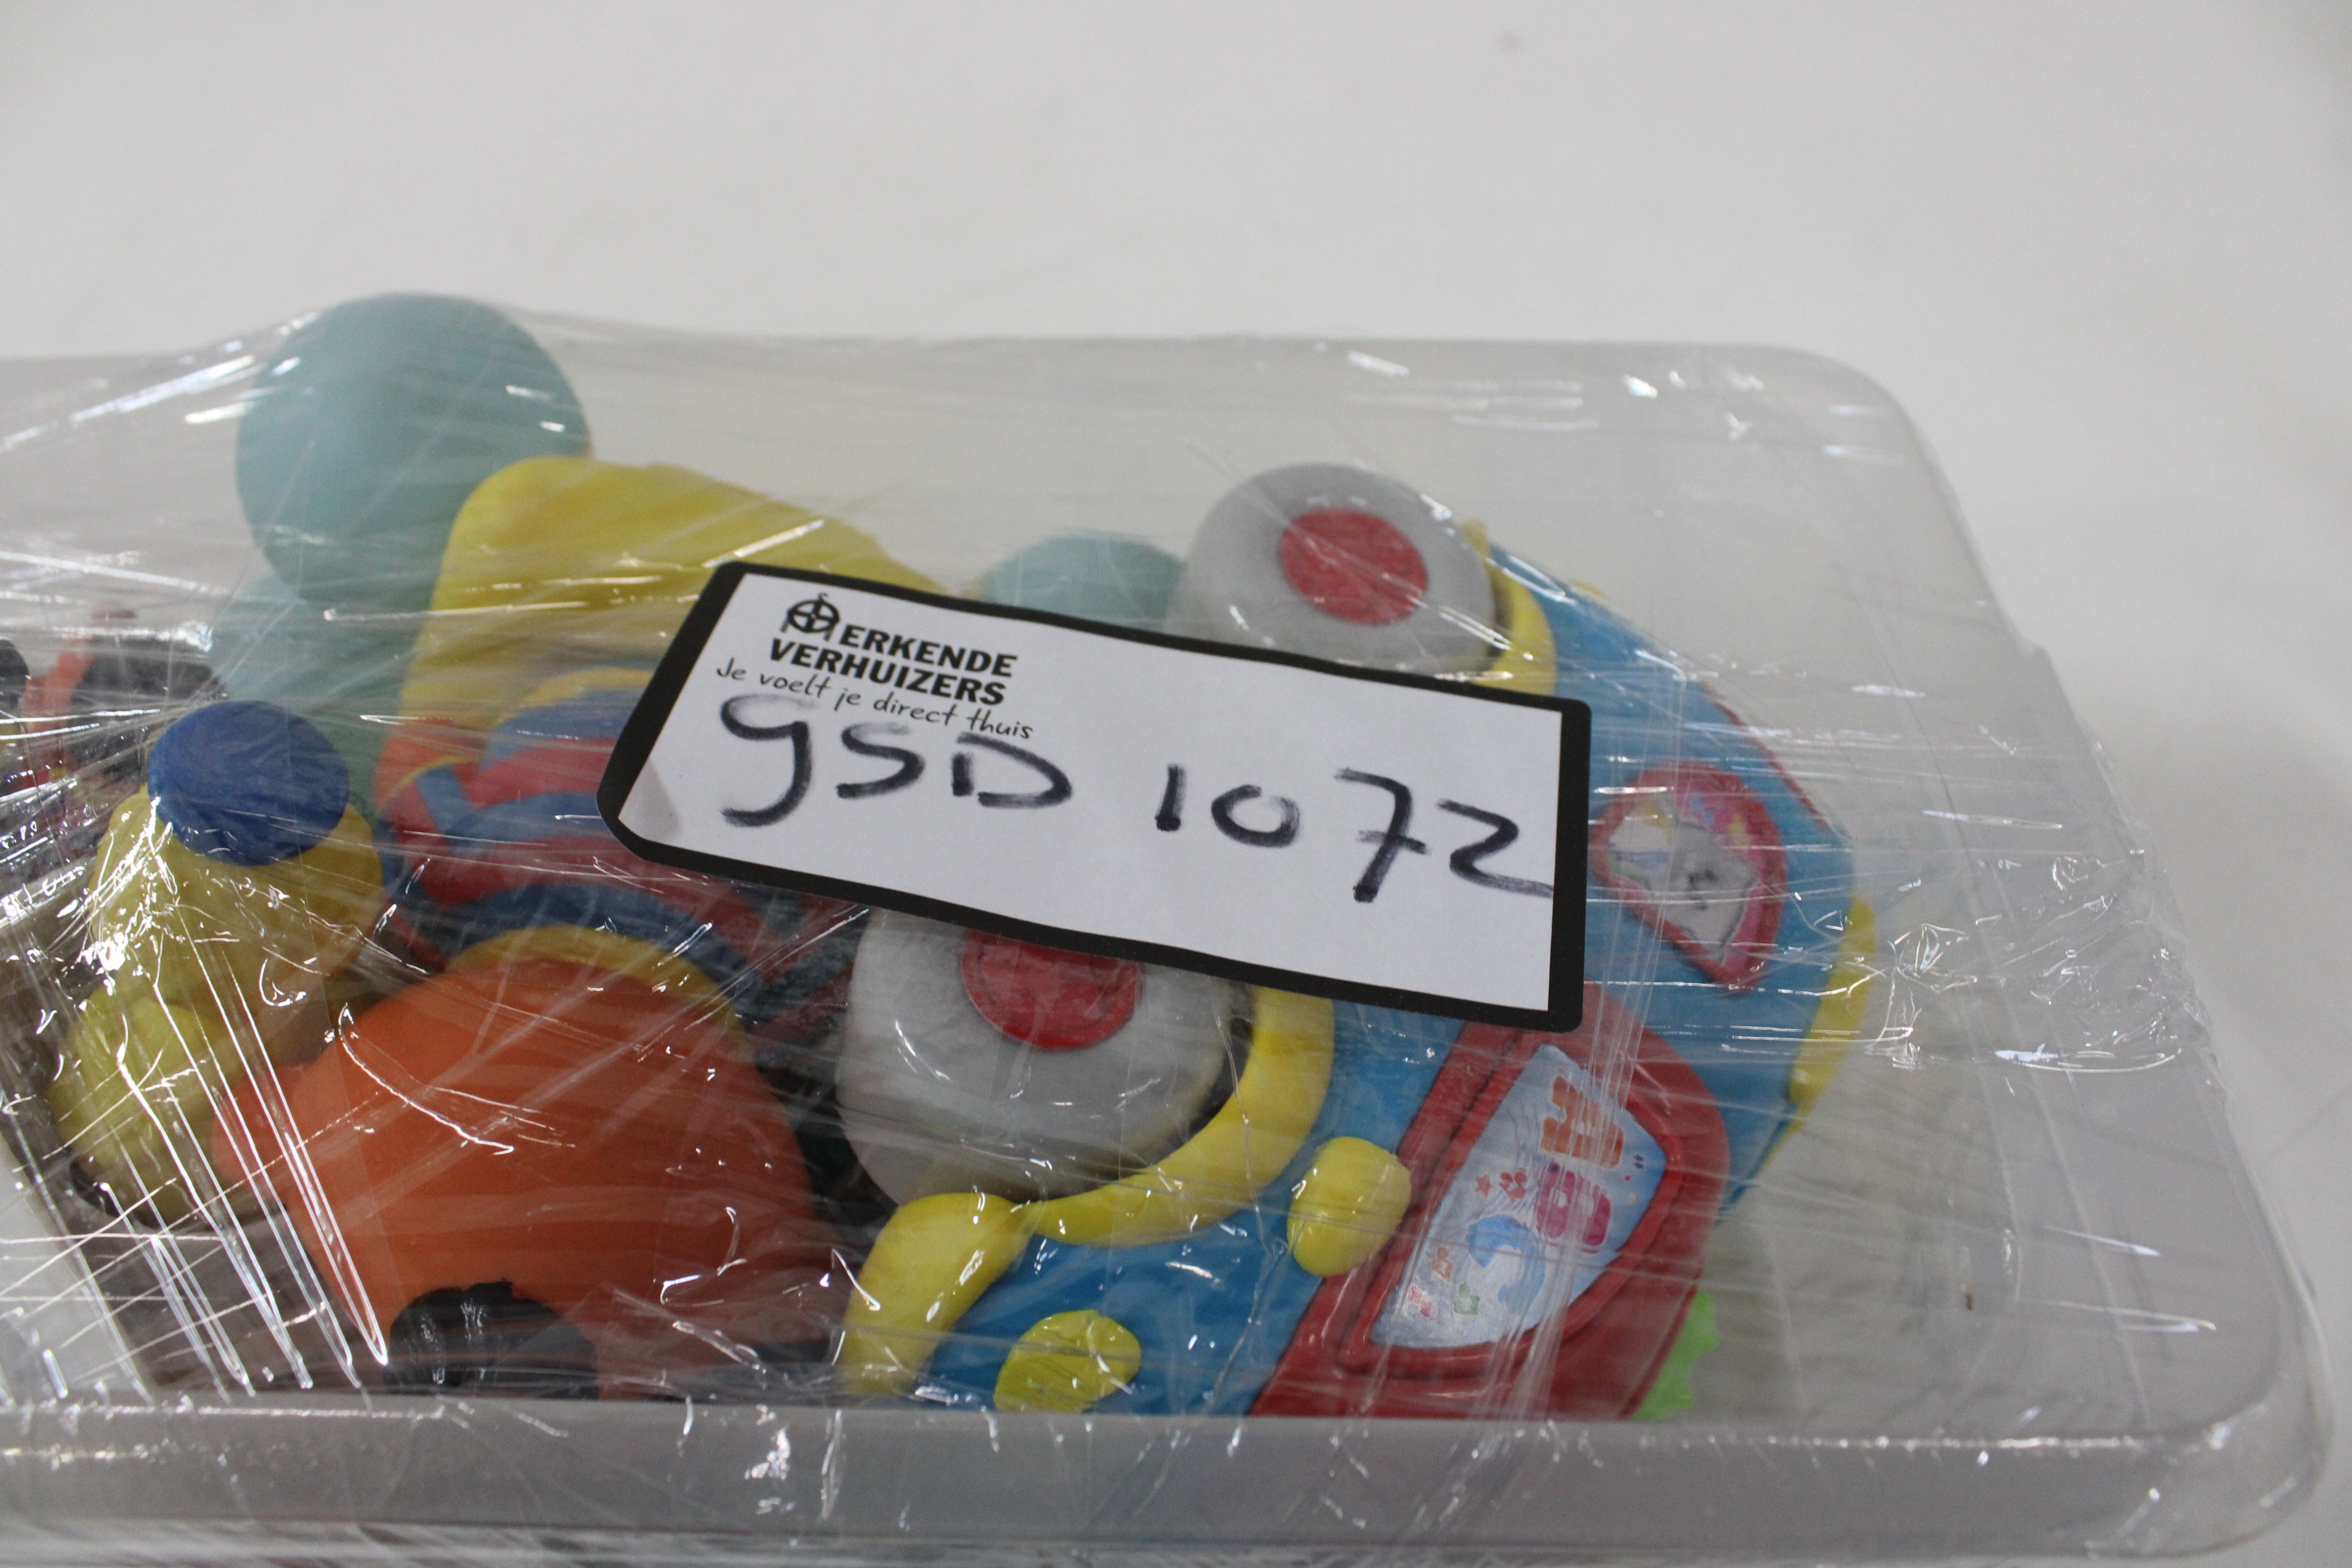 ERKENDE
VERHUIZERS
Je voelt je direct thuis
gSD 1072